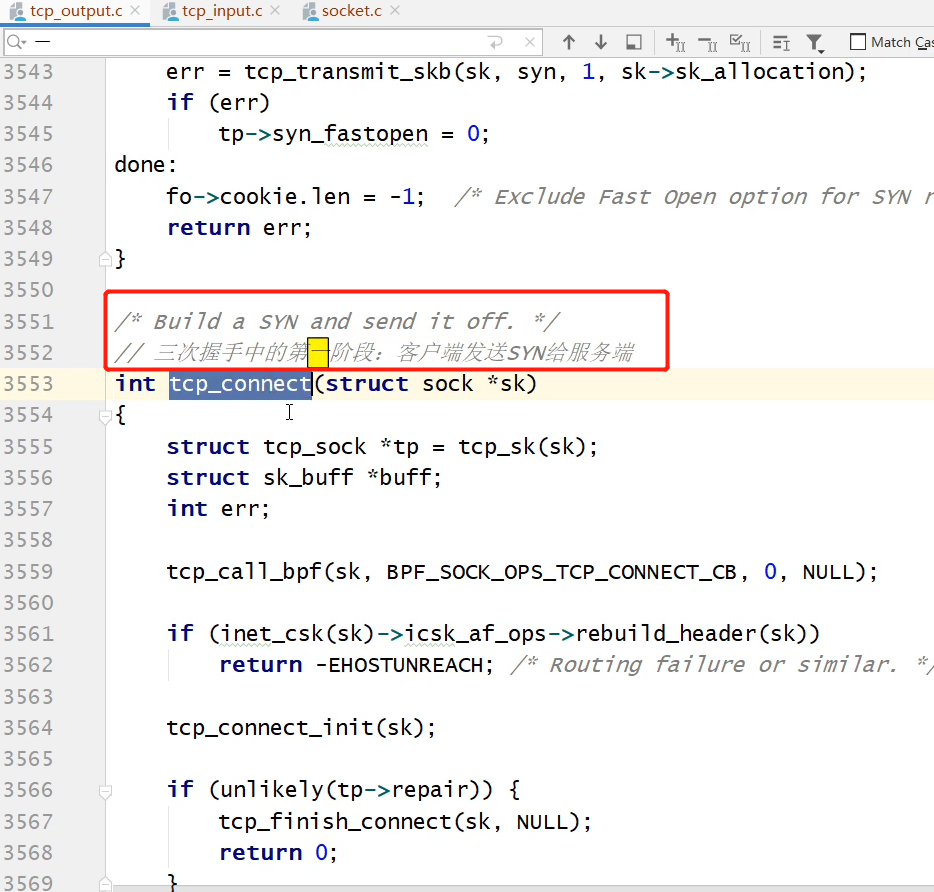 tcp_output.c tcp_input.c socket.c
一 Match Cas
3543 err = tcp_transmit_skb(sk, syn, 1, sk->sk_allocation);
3544 if (err)
3545 tp->syn_fastopen = 0;
3546 done:
3547 fo->cookie.len = -1; /* Exclude Fast Open option for SYN r
3548 return err;
3549 }
3550
3551 /* Build a SYN and send it off. */
3552 // 三次握手中的第一阶段：客户端发送SYN给服务端
3553 int tcp_connect(struct sock *sk)
3554 {
3555 struct tcp_sock *tp = tcp_sk(sk);
3556 struct sk_buff *buff;
3557 int err;
3558
3559 tcp_call_bpf(sk, BPF_SOCK_OPS_TCP_CONNECT_CB, 0, NULL);
3560
3561 if (inet_csk(sk)->icsk_af_ops->rebuild_header(sk))
3562 return -EHOSTUNREACH; /* Routing failure or similar. */
3563
3564 tcp_connect_init(sk);
3565
3566 if (unlikely(tp->repair)) {
3567 tcp_finish_connect(sk, NULL);
3568 return 0;
3569 }